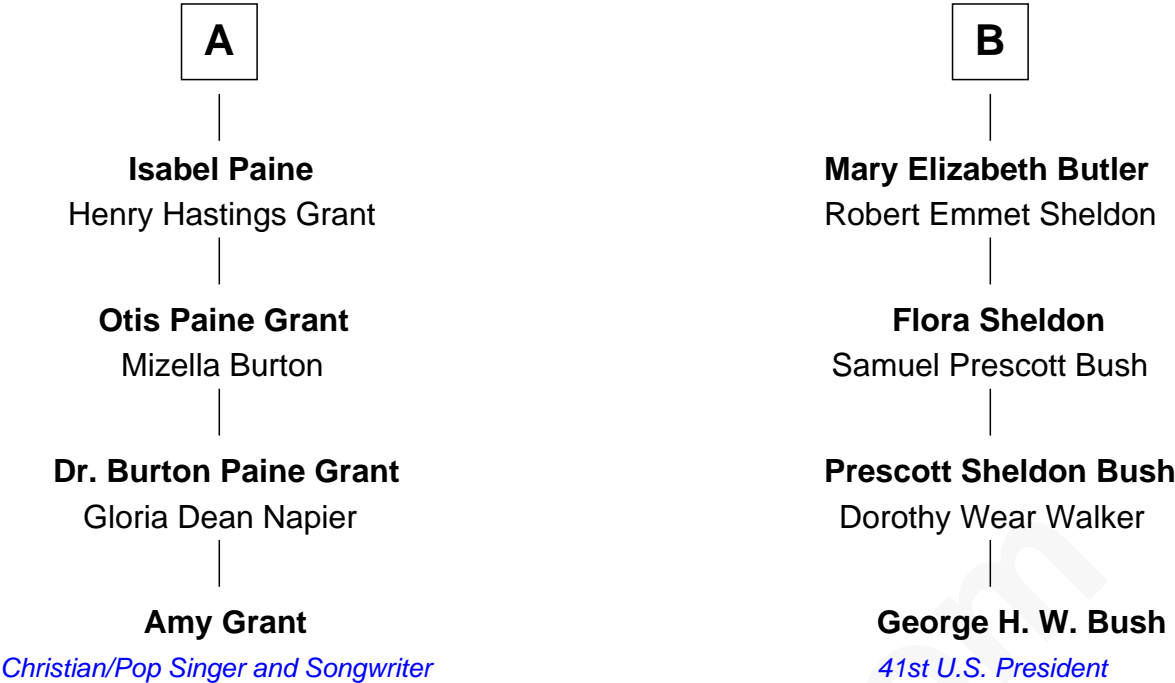 A
Isabel Paine
Henry Hastings Grant
Otis Paine Grant
Mizella Burton
Dr. Burton Paine Grant
Gloria Dean Napier
Amy Grant
Christian/Pop Singer and Songwriter
B
Mary Elizabeth Butler
Robert Emmet Sheldon
Flora Sheldon
Samuel Prescott Bush
Prescott Sheldon Bush
Dorothy Wear Walker
George H. W. Bush
41st U.S. President